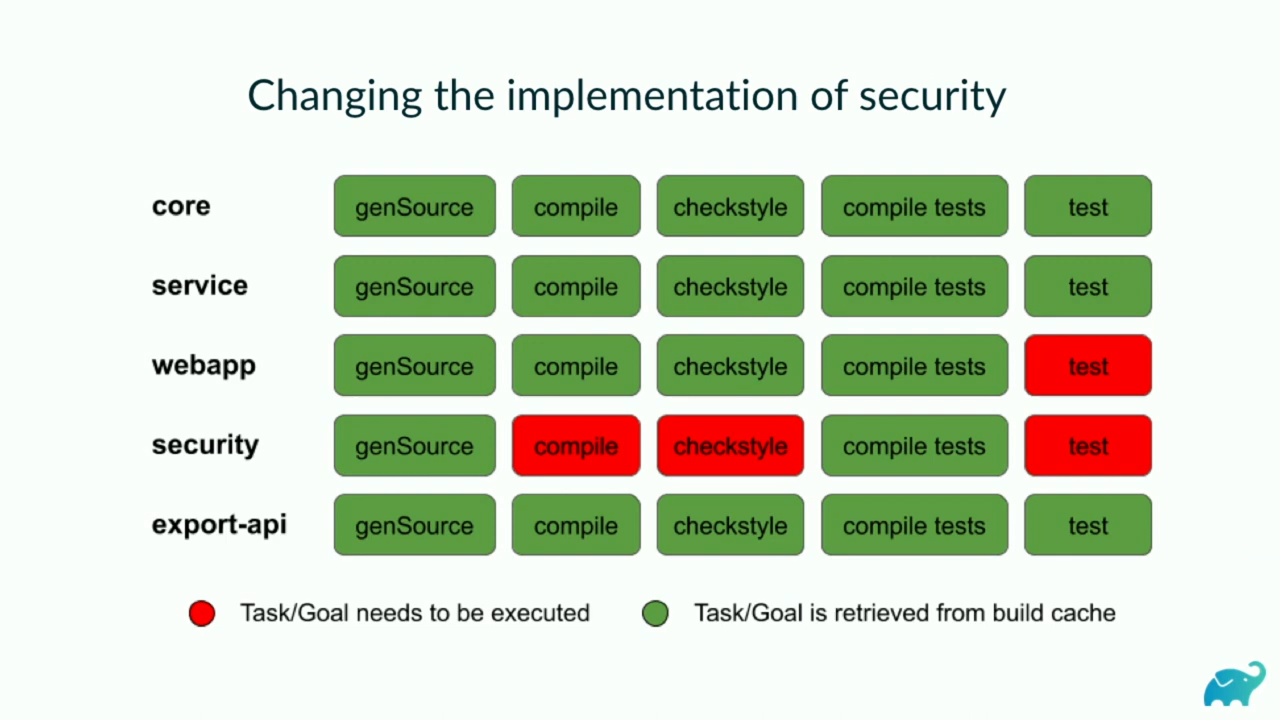 Changing the implementation of security
core genSource compile checkstyle compile tests test
service genSource compile checkstyle compile tests test
webapp genSource compile checkstyle compile tests test
security genSource compile checkstyle compile tests test
export-api genSource compile checkstyle compile tests test
Task/Goal needs to be executed Task/Goal is retrieved from build cache